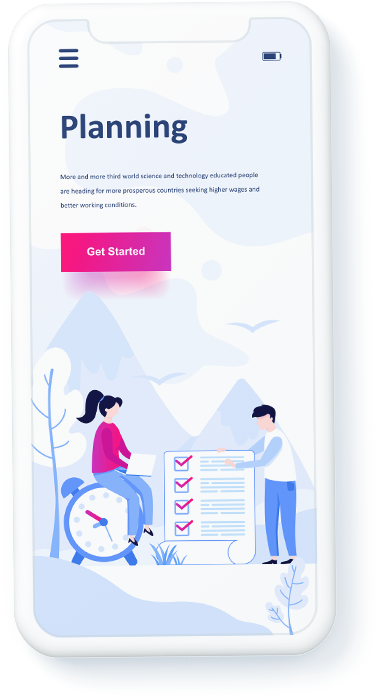 Planning
More and more third world science and technology educated people
are heading for more prosperous countries seeking higher wages and
better working conditions.
Get Started